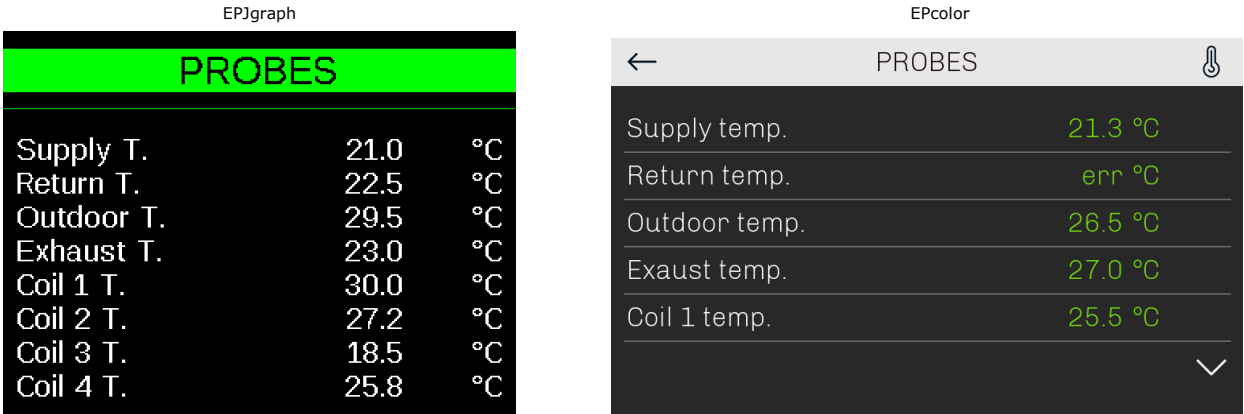 EPJgraph
PROBES
Supply T. 21.0 °C
Return T. 22.5 °C
Outdoor T. 29.5 °C
Exhaust T. 23.0 °C
Coil 1 T. 30.0 °C
Coil 2 T. 27.2 °C
Coil 3 T. 18.5 °C
Coil 4 T. 25.8 °C
EPcolor
PROBES
Supply temp. 21.3 °C
Return temp. err °C
Outdoor temp. 26.5 °C
Exaust temp. 27.0 °C
Coil 1 temp. 25.5 °C